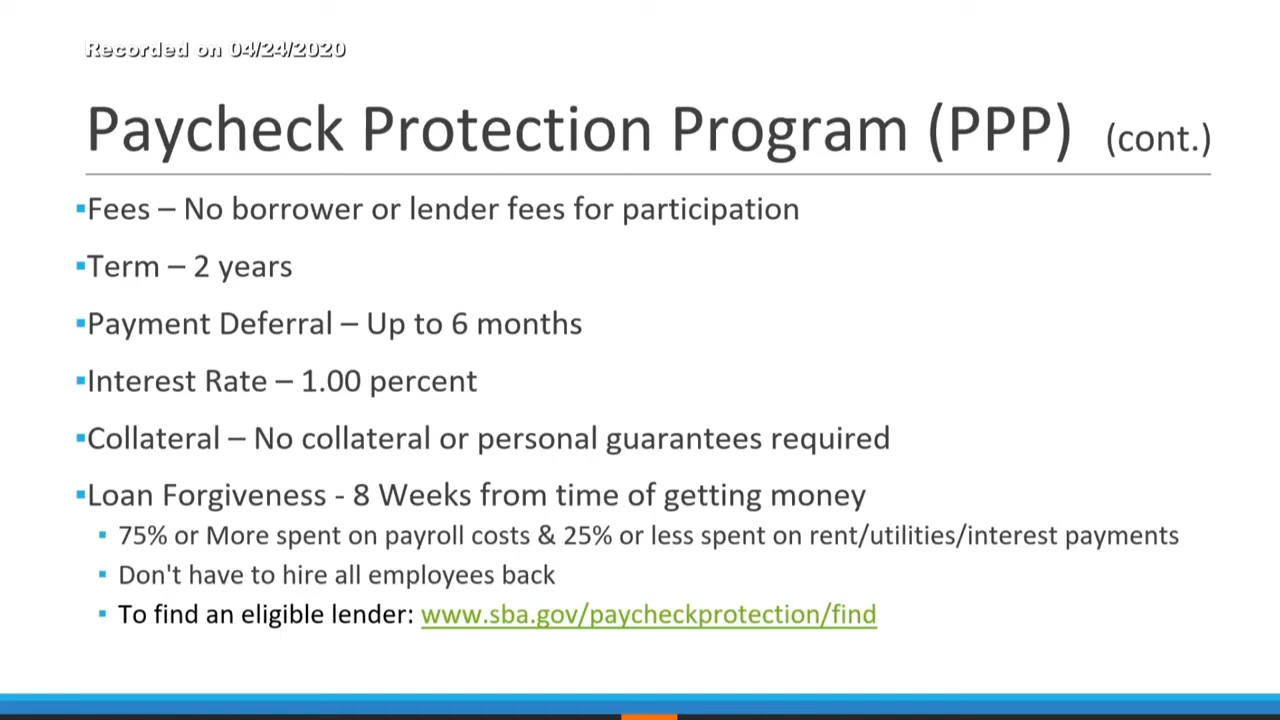 Recorded on 04/24/2020
Paycheck Protection Program (PPP) (cont.)
▪Fees – No borrower or lender fees for participation
▪Term – 2 years
▪Payment Deferral – Up to 6 months
▪Interest Rate – 1.00 percent
▪Collateral – No collateral or personal guarantees required
▪Loan Forgiveness - 8 Weeks from time of getting money
▪ 75% or More spent on payroll costs & 25% or less spent on rent/utilities/interest payments
▪ Don't have to hire all employees back
▪ To find an eligible lender: www.sba.gov/paycheckprotection/find